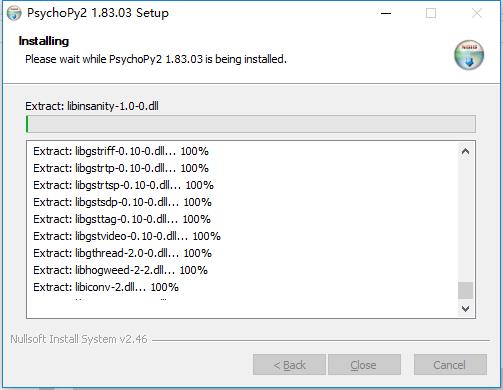 PsychoPy2 1.83.03 Setup
Installing
Please wait while PsychoPy2 1.83.03 is being installed.
Extract: libinsanity-1.0-0.dll
Extract: libgstriff-0.10-0.dll... 100%
Extract: libgstrtp-0.10-0.dll... 100%
Extract: libgstrtsp-0.10-0.dll... 100%
Extract: libgstsdp-0.10-0.dll... 100%
Extract: libgsttag-0.10-0.dll... 100%
Extract: libgstvideo-0.10-0.dll... 100%
Extract: libgthread-2.0-0.dll... 100%
Extract: libhogweed-2-2.dll... 100%
Extract: libiconv-2.dll... 100%
Nullsoft Install System v2.46
< Back
Close
Cancel